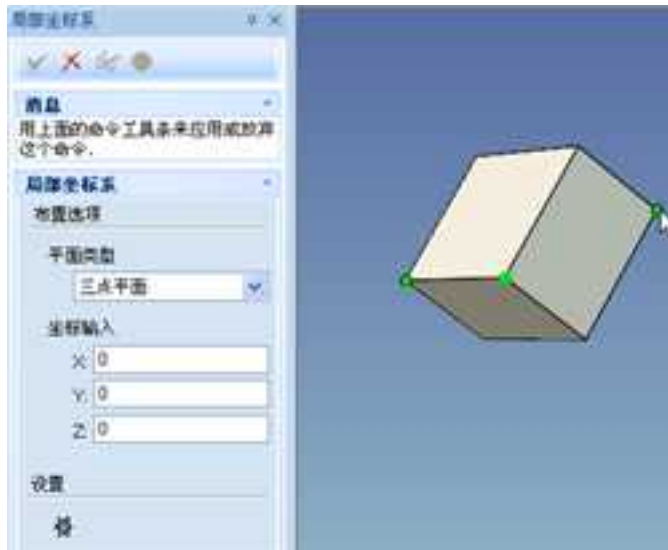 局部坐标系
消息
用上面的命令工具条来应用或放弃
这个命令.
局部坐标系
布置选项
平面类型
三点平面
坐标输入
X: 0
Y: 0
Z: 0
设置